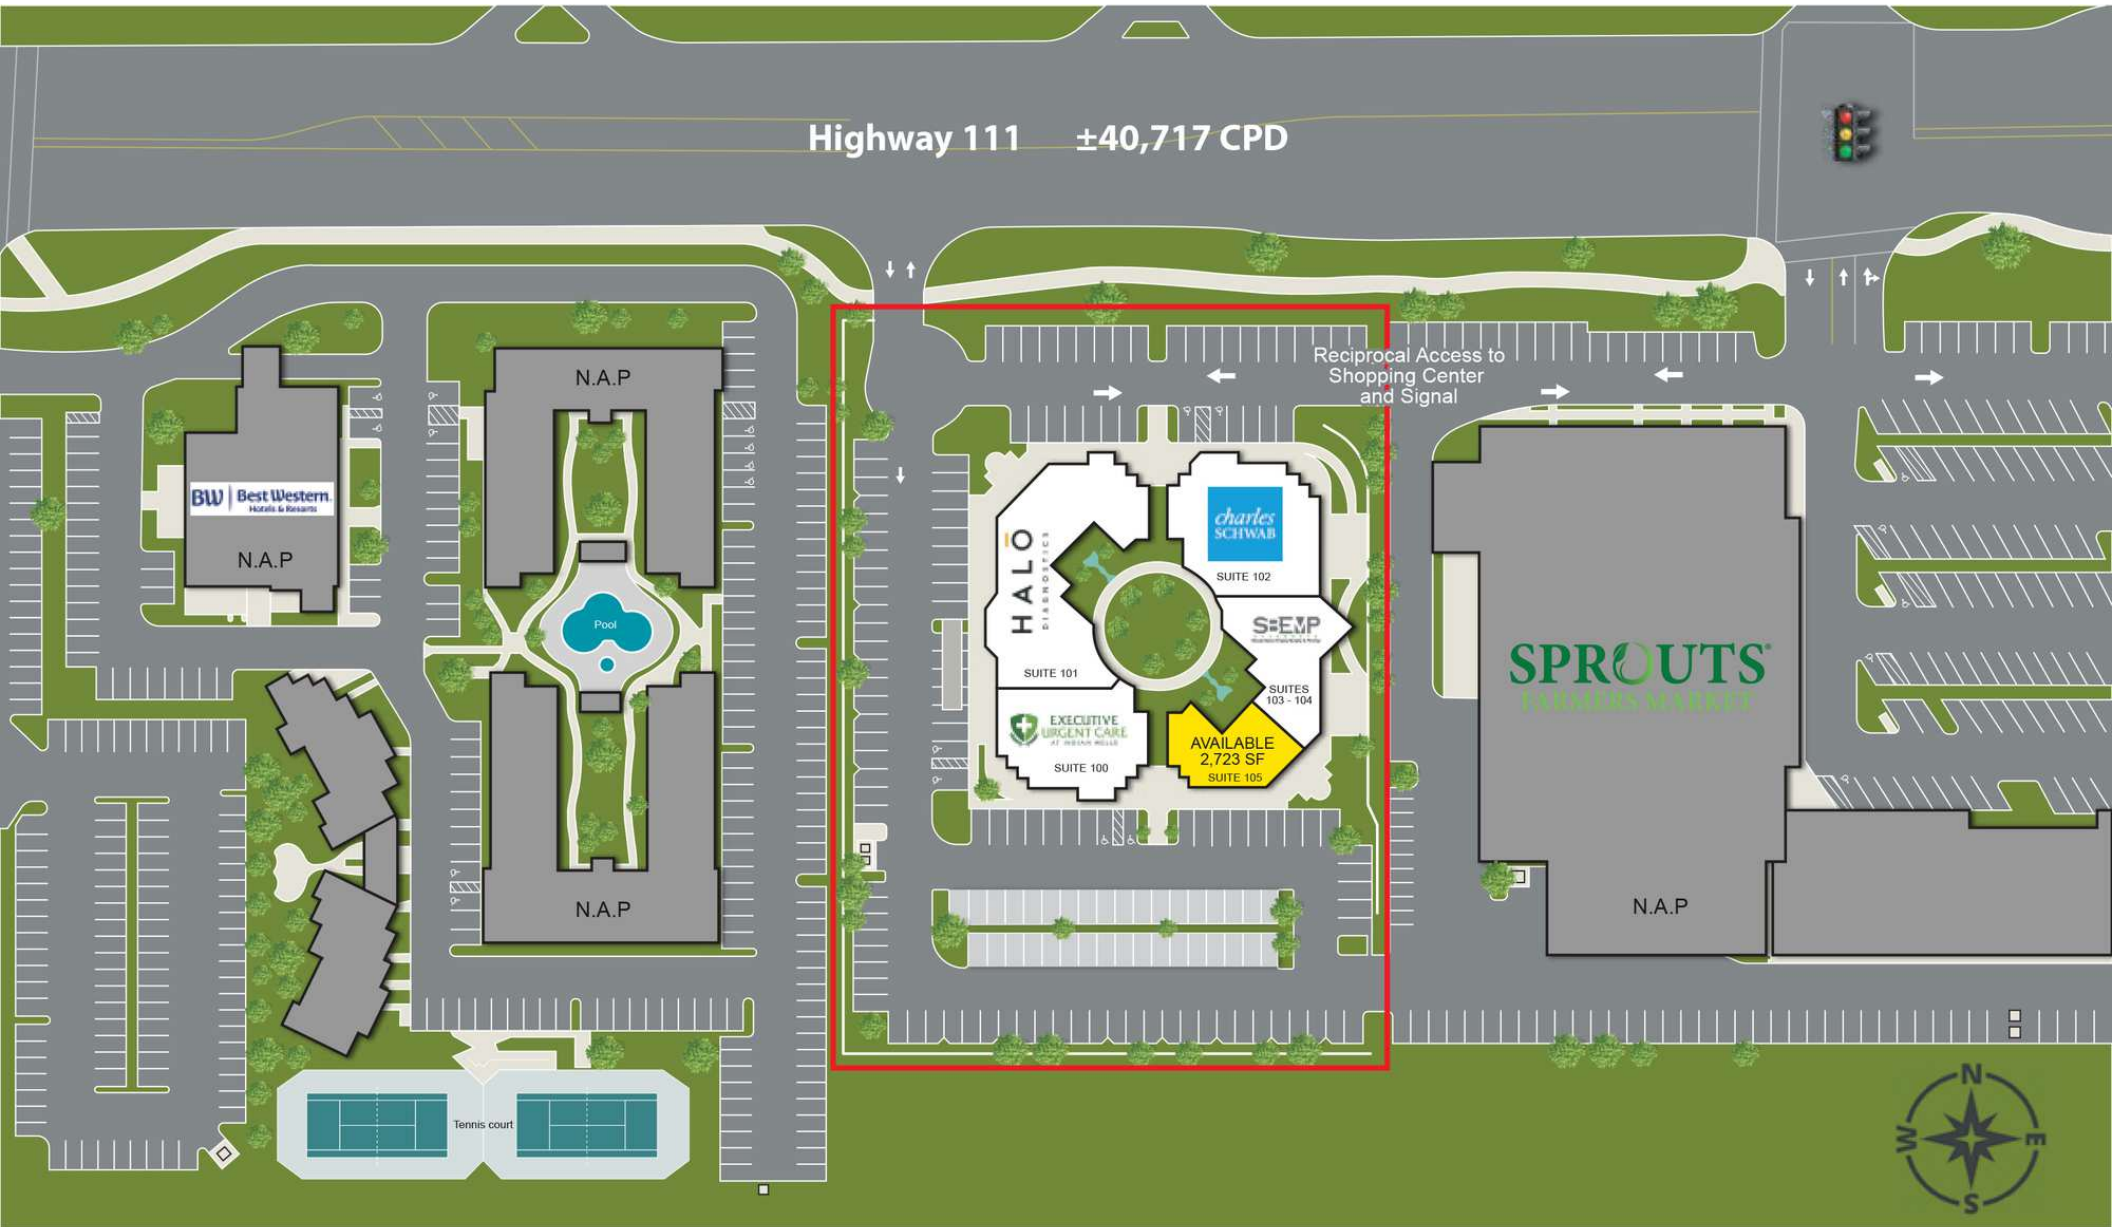 Highway 111 ±40,717 CPD
Reciprocal Access to
Shopping Center
and Signal
N.A.P
BW Best Western.
Hotels & Resorts
N.A.P
Pool
N.A.P
Tennis court
HALO
DIAGNOSTICS
SUITE 101
charles
SCHWAB
SUITE 102
SBEMP
SUITES
103 - 104
EXECUTIVE
URGENT CARE
AT INDIAN WELLS
SUITE 100
AVAILABLE
2,723 SF
SUITE 105
SPROUTS®
FARMERS MARKET
N.A.P
N
W
E
S